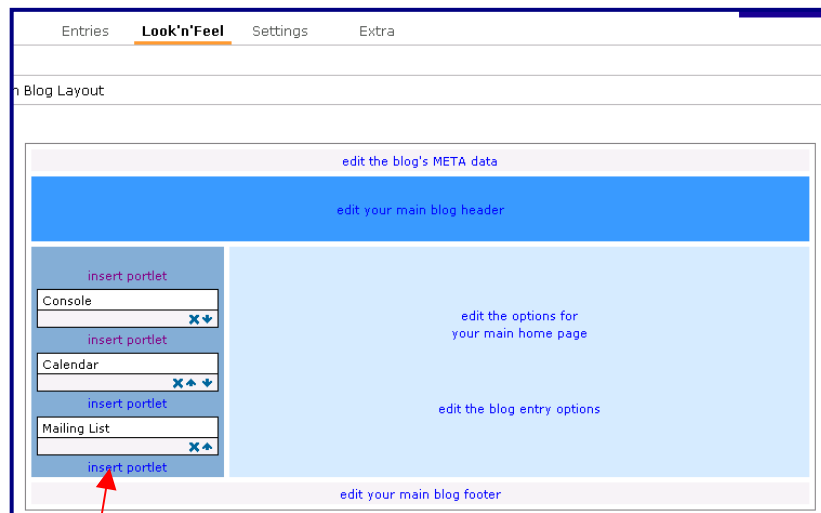 Entries Look'n'Feel Settings Extra
Blog Layout
edit the blog's META data
edit your main blog header
insert portlet
Console
insert portlet
Calendar
insert portlet
Mailing List
insert portlet
edit the options for
your main home page
edit the blog entry options
edit your main blog footer